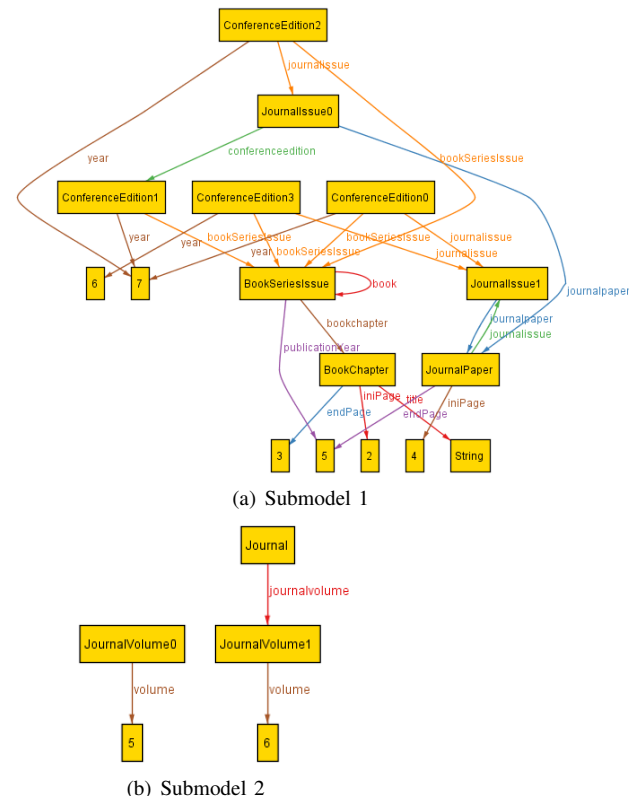 ConferenceEdition2
journalissue
JournalIssue0
year
conferenceedition
bookSeriesIssue
ConferenceEdition1
ConferenceEdition3
ConferenceEdition0
year
year
bookSeriesIssue
bookSeriesIssue
year
bookSeriesIssue
journalissue
journalissue
6
7
BookSeriesIssue
book
JournalIssue1
journalpaper
bookchapter
journalpaper
journalissue
publicationYear
BookChapter
JournalPaper
endPage
iniPage
title
endPage
iniPage
3
5
2
4
String
(a) Submodel 1
Journal
journalvolume
JournalVolume0
JournalVolume1
volume
volume
5
6
(b) Submodel 2